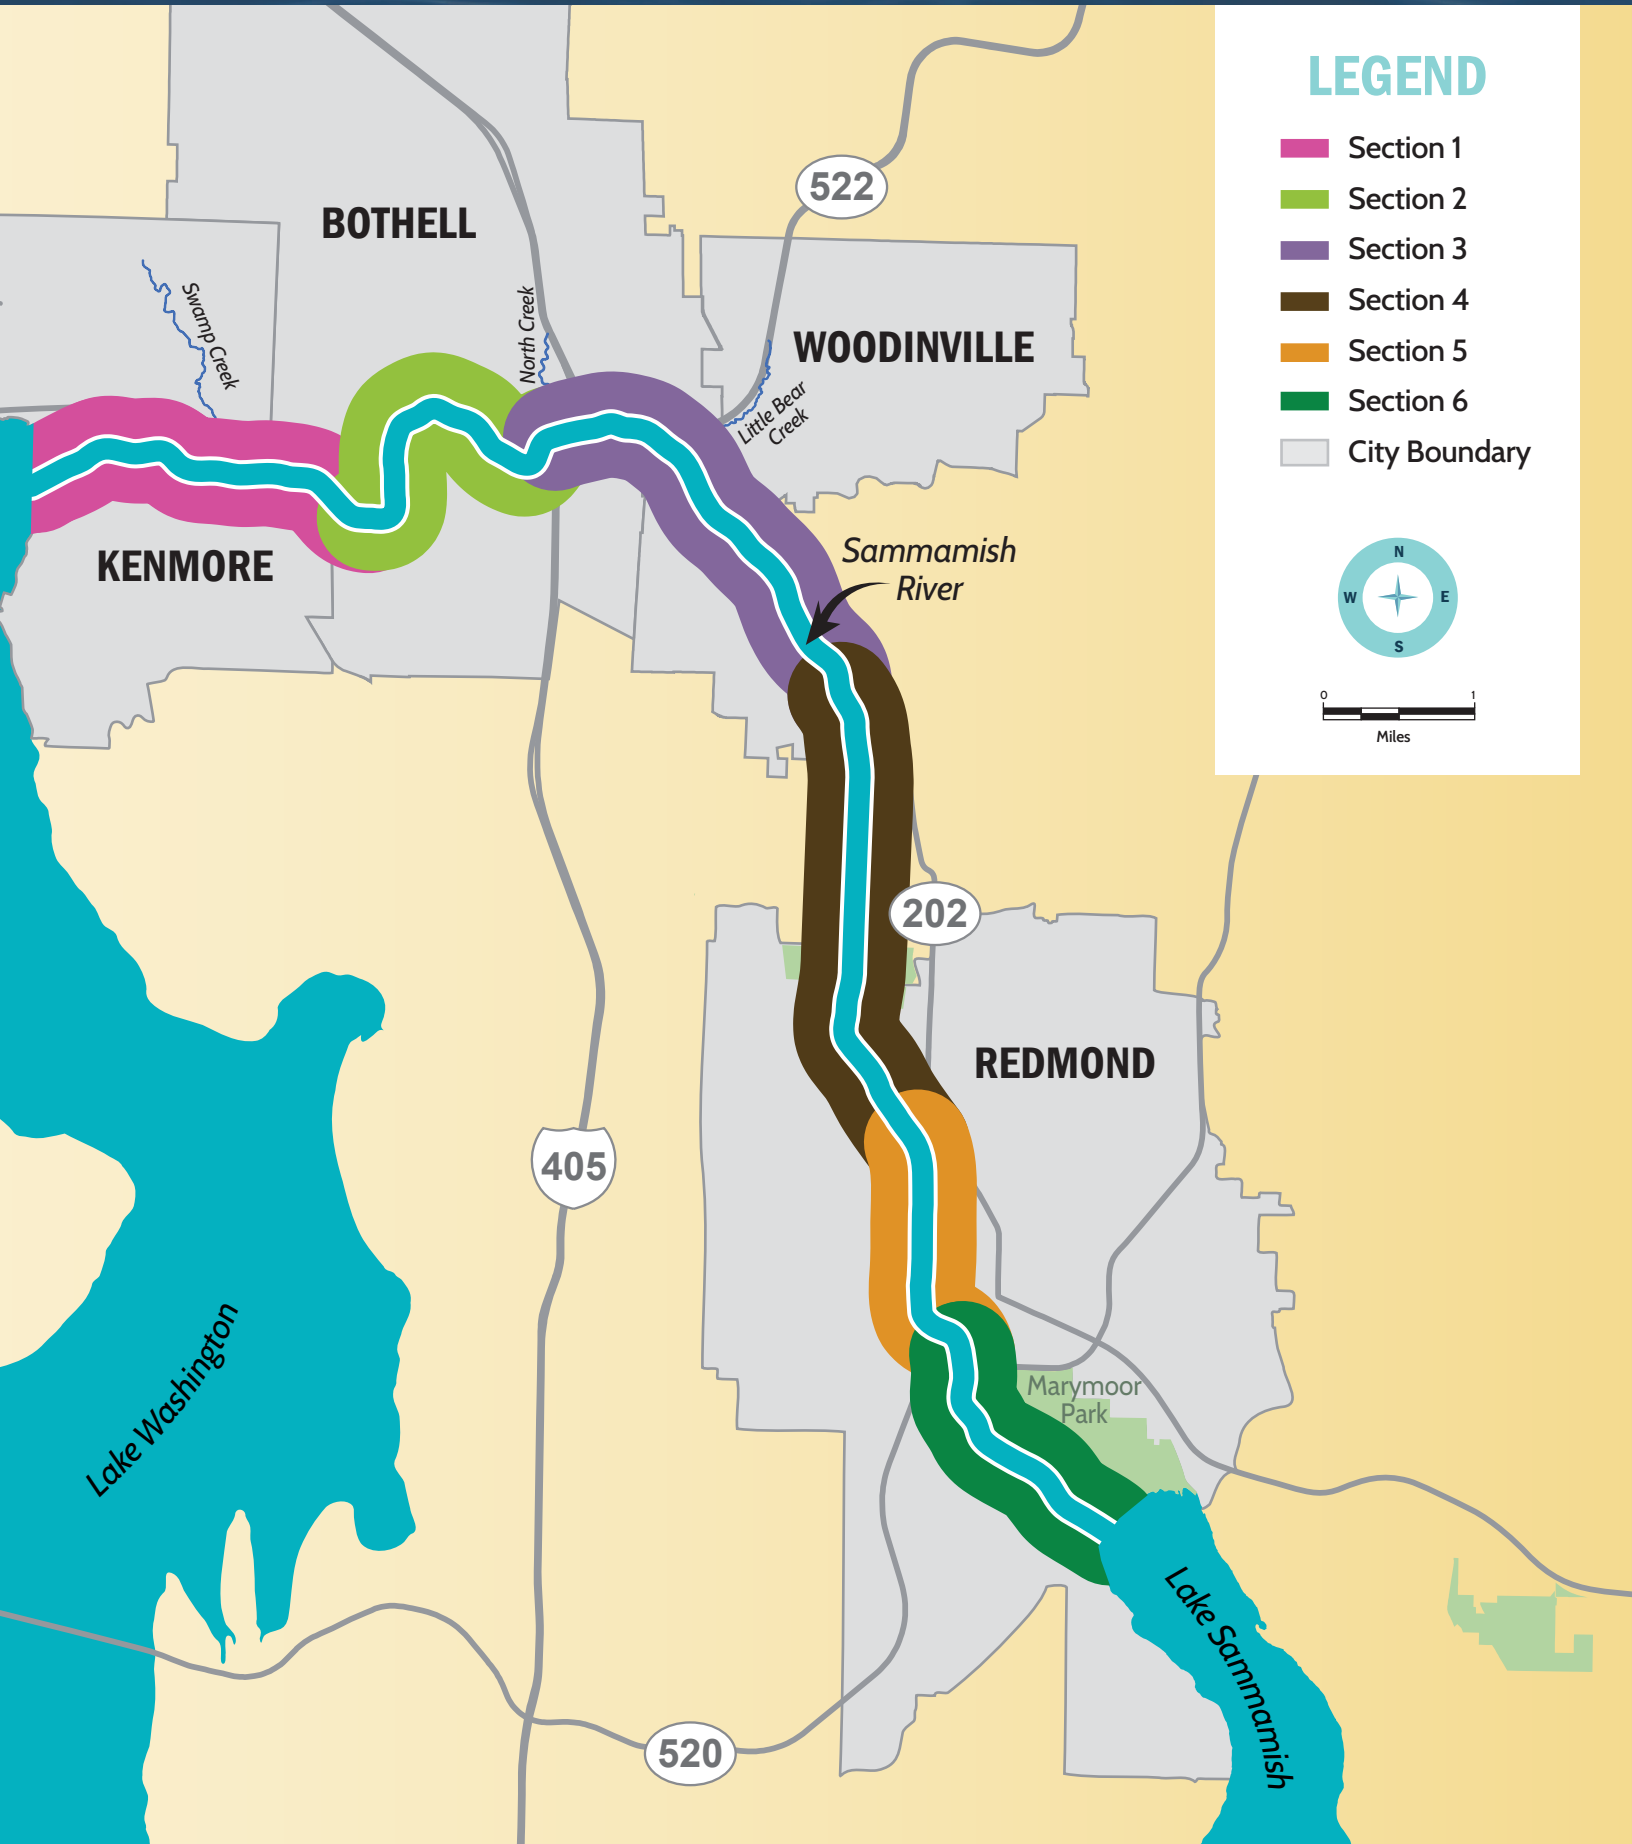 LEGEND
Section 1
Section 2
Section 3
Section 4
Section 5
Section 6
City Boundary
N
W
E
S
0
1
Miles
522
BOTHELL
Swamp Creek
North Creek
WOODINVILLE
Little Bear
Creek
KENMORE
Sammamish
River
202
REDMOND
405
Lake Washington
Marymoor
Park
Lake Sammamish
520